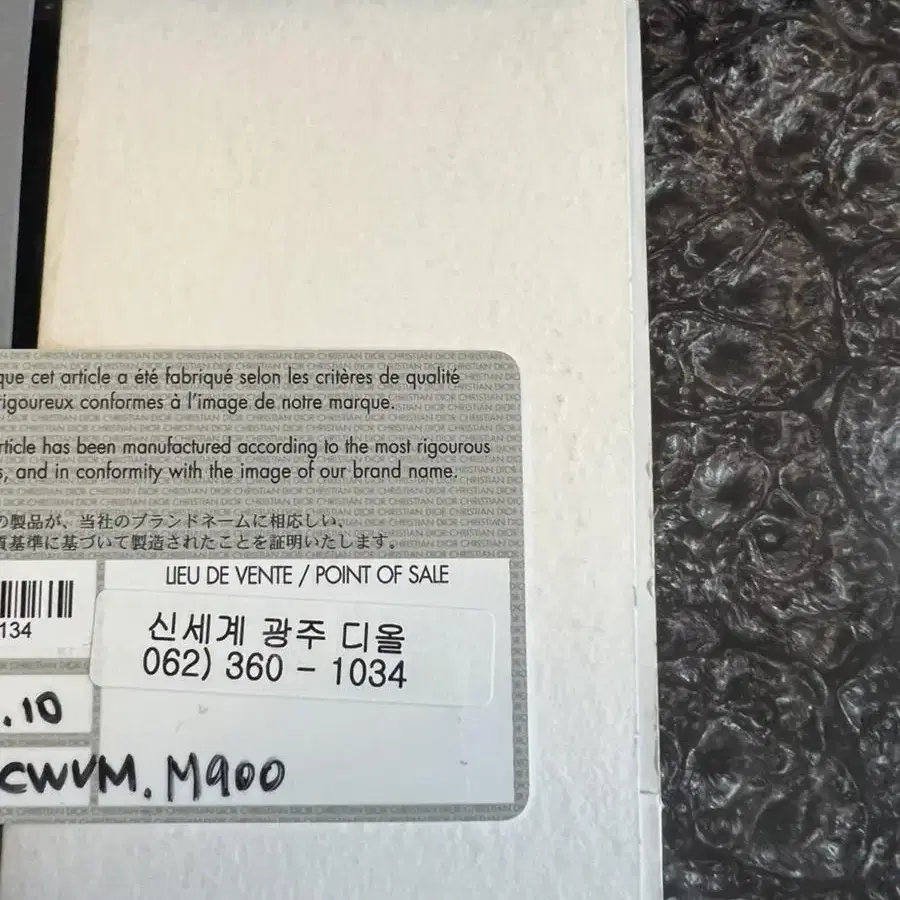 que cet article a été fabriqué selon les critères de qualité
rigoureux conformes à l'image de notre marque.
article has been manufactured according to the most rigourous
s, and in conformity with the image of our brand name.
の製品が、当社のブランドネームに相応しい、
質基準に基づいて製造されたことを証明いたします。
LIEU DE VENTE / POINT OF SALE
134
신세계 광주 디올
062) 360 - 1034
.10
CWVM. M900